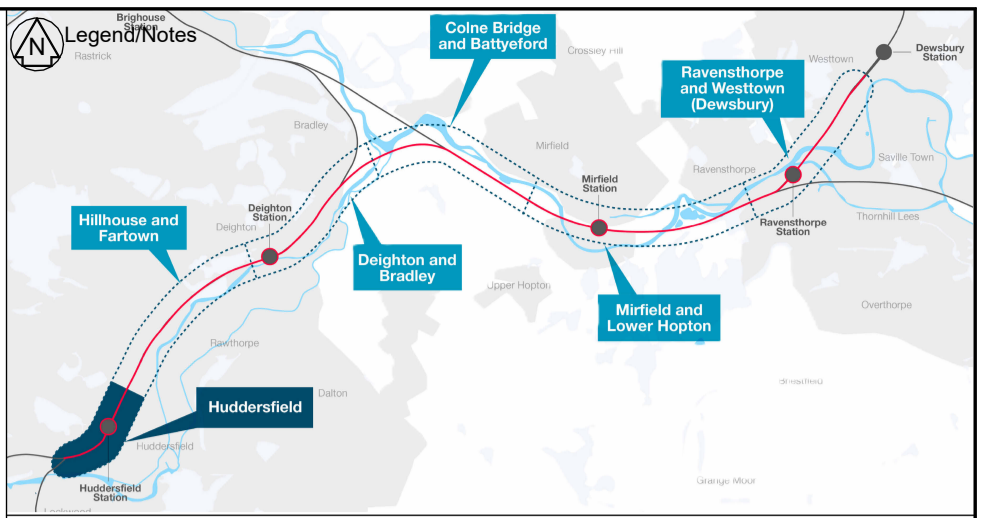 Brighouse
Station
Legend/Notes
N
Rastrick
Colne Bridge
and Battyeford
Crossley Hill
Westtown
Dewsbury
Station
Ravensthorpe
and Westtown
(Dewsbury)
Bradley
Mirfield
Ravensthorpe
Saville Town
Mirfield
Station
Hillhouse and
Fartown
Deighton
Station
Deighton
Ravensthorpe
Station
Thornhill Lees
Deighton and
Bradley
Upper Hopton
Mirfield and
Lower Hopton
Overthorpe
Rawthorpe
Dalton
Briestfield
Huddersfield
Huddersfield
Grange Moor
Huddersfield
Station
Lockwood